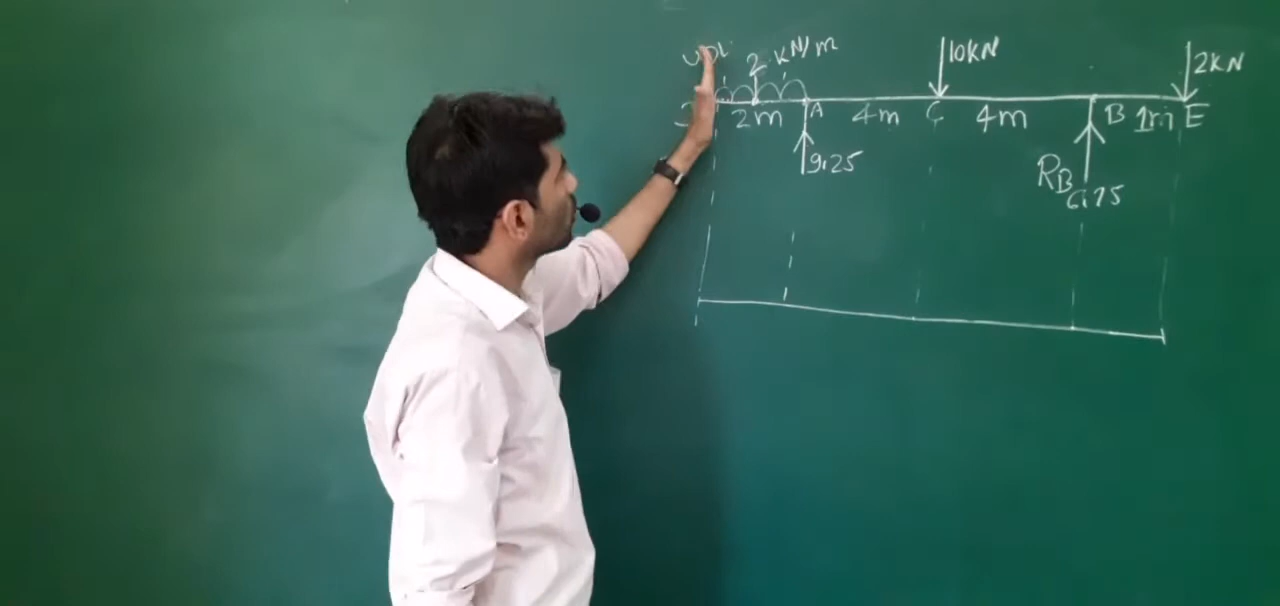 UDL
2 kN/m
10KN
2KN
2m A 4m C 4m B 1m E
9.25
RB
6.75